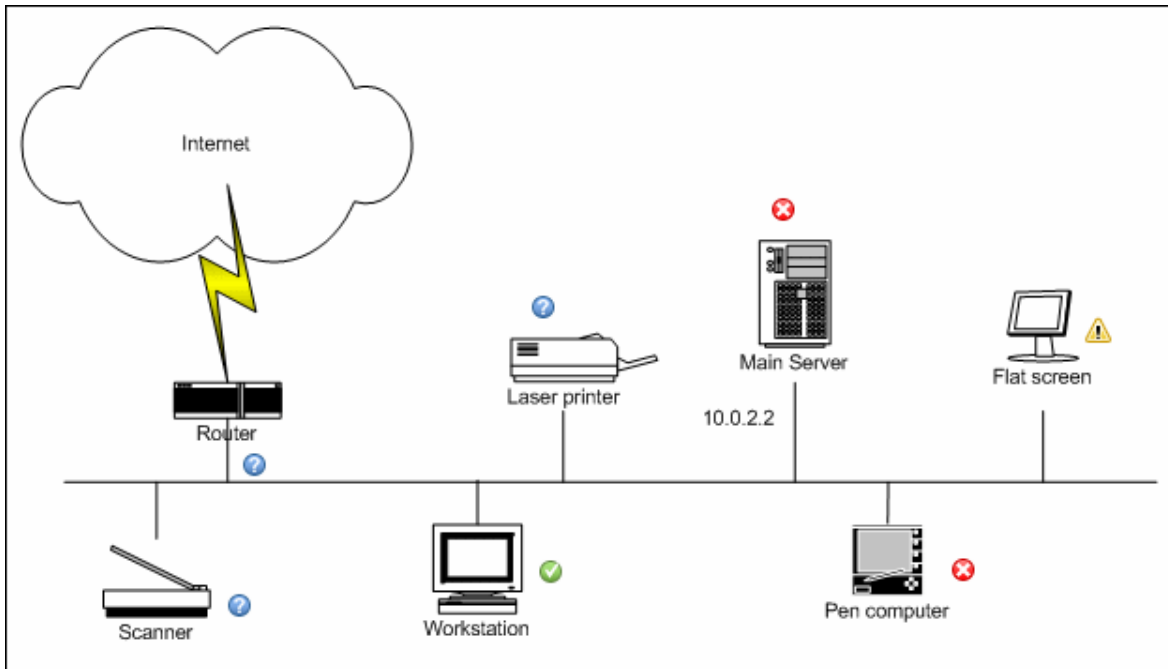 Internet
Main Server
Flat screen
Laser printer
10.0.2.2
Router
Scanner
Workstation
Pen computer